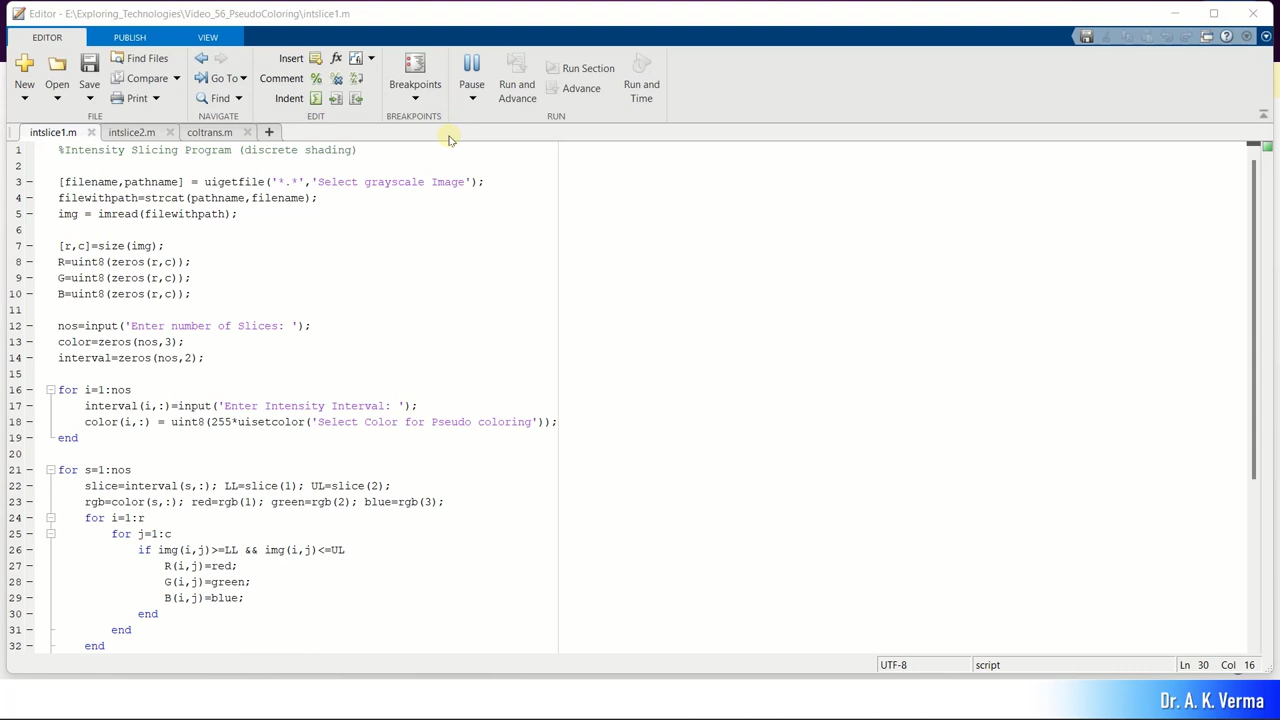 Editor - E:\Exploring_Technologies\Video_56_PseudoColoring\intslice1.m
EDITOR PUBLISH VIEW
New Open Save Find Files Compare Print
FILE
Go To Find
NAVIGATE
Insert fx
Comment
Indent
EDIT
Breakpoints
BREAKPOINTS
Pause Run and Advance Run Section Advance Run and Time
RUN
intslice1.m intslice2.m coltrans.m
1 %Intensity Slicing Program (discrete shading)
2
3 [filename,pathname] = uigetfile('*.*','Select grayscale Image');
4 filewithpath=strcat(pathname,filename);
5 img = imread(filewithpath);
6
7 [r,c]=size(img);
8 R=uint8(zeros(r,c));
9 G=uint8(zeros(r,c));
10 B=uint8(zeros(r,c));
11
12 nos=input('Enter number of Slices: ');
13 color=zeros(nos,3);
14 interval=zeros(nos,2);
15
16 for i=1:nos
17 interval(i,:)=input('Enter Intensity Interval: ');
18 color(i,:) = uint8(255*uisetcolor('Select Color for Pseudo coloring'));
19 end
20
21 for s=1:nos
22 slice=interval(s,:); LL=slice(1); UL=slice(2);
23 rgb=color(s,:); red=rgb(1); green=rgb(2); blue=rgb(3);
24 for i=1:r
25 for j=1:c
26 if img(i,j)>=LL && img(i,j)<=UL
27 R(i,j)=red;
28 G(i,j)=green;
29 B(i,j)=blue;
30 end
31 end
32 end
UTF-8 script Ln 30 Col 16
Dr. A. K. Verma